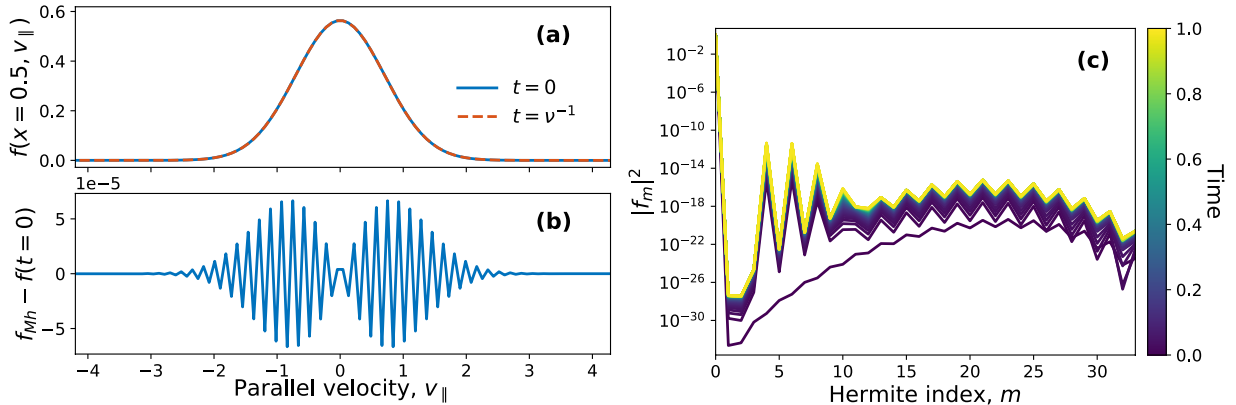 f(x = 0.5, v∥)
0.6
0.4
0.2
0.0
(a)
t = 0
t = ν⁻¹
f_{Mh} − f(t = 0)
1e−5
5
0
−5
(b)
−4 −3 −2 −1 0 1 2 3 4
Parallel velocity, v∥
|f_m|²
10⁻²
10⁻⁶
10⁻¹⁰
10⁻¹⁴
10⁻¹⁸
10⁻²²
10⁻²⁶
10⁻³⁰
(c)
0 5 10 15 20 25 30
Hermite index, m
1.0
0.8
0.6
0.4
0.2
0.0
Time